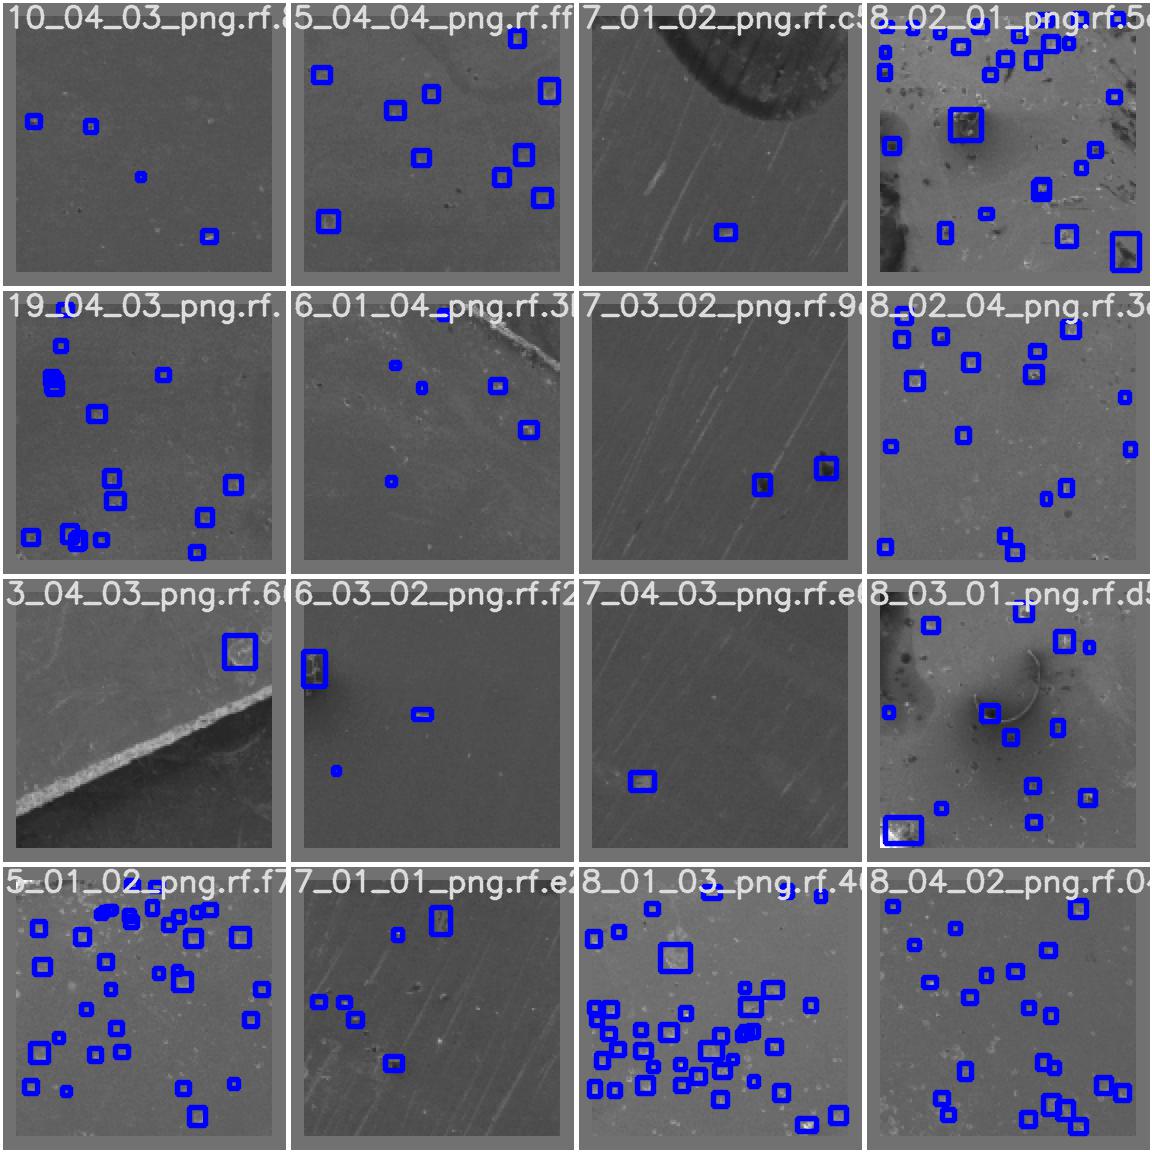 10_04_03_png.rf.
5_04_04_png.rf.ff
7_01_02_png.rf.c
8_02_01_png.rf.5
19_04_03_png.rf.
6_01_04_png.rf.3
7_03_02_png.rf.9
8_02_04_png.rf.3
3_04_03_png.rf.6
6_03_02_png.rf.f2
7_04_03_png.rf.e
8_03_01_png.rf.d
5_01_02_png.rf.f7
7_01_01_png.rf.e
8_01_03_png.rf.4
8_04_02_png.rf.04